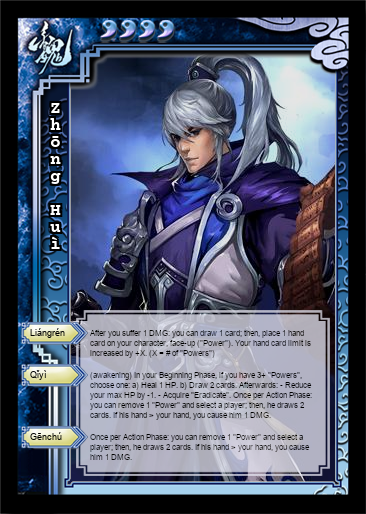 魏
Zhōng Huì
Liángrén
After you suffer 1 DMG: you can draw 1 card; then, place 1 hand
card on your character, face-up ("Power"). Your hand card limit is
increased by +X. (X = # of "Powers")
Qǐyì
(awakening) In your Beginning Phase, if you have 3+ "Powers",
choose one: a) Heal 1 HP. b) Draw 2 cards. Afterwards: - Reduce
your max HP by -1. - Acquire "Eradicate". Once per Action Phase:
you can remove 1 "Power" and select a player; then, he draws 2
cards. If his hand > your hand, you cause him 1 DMG.
Gēnchú
Once per Action Phase: you can remove 1 "Power" and select a
player; then, he draws 2 cards. If his hand > your hand, you cause
him 1 DMG.